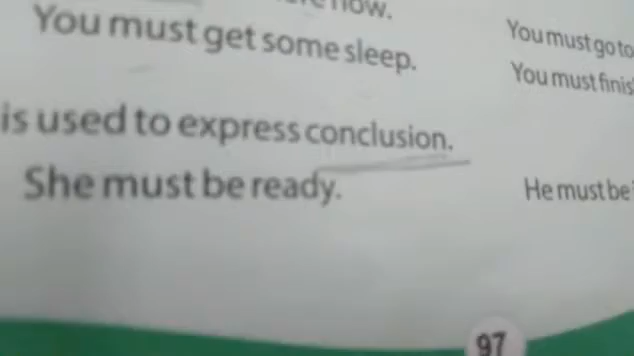 now.
You must get some sleep.
You must go to
You must finis
is used to express conclusion.
She must be ready.
He must be
97